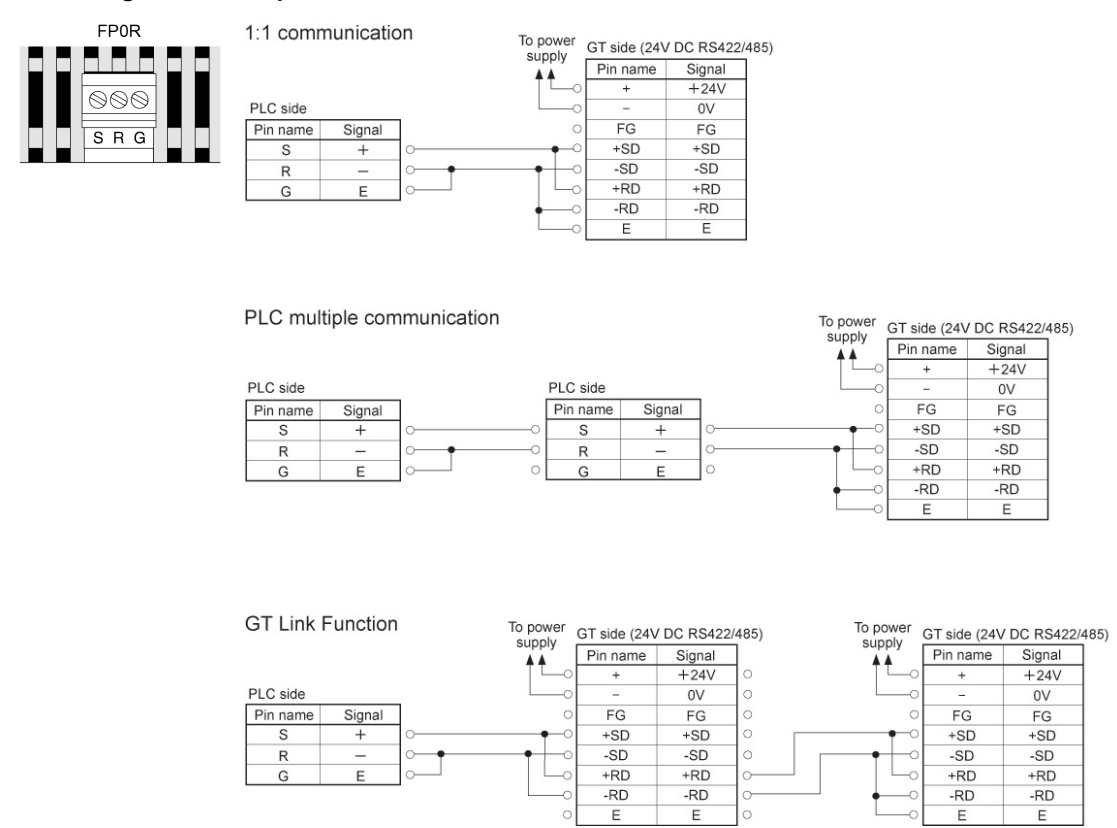 FP0R
S R G
1:1 communication
To power
supply
GT side (24V DC RS422/485)
Pin name Signal
+ +24V
− 0V
FG FG
+SD +SD
-SD -SD
+RD +RD
-RD -RD
E E
PLC side
Pin name Signal
S +
R −
G E
PLC multiple communication
To power
supply
GT side (24V DC RS422/485)
Pin name Signal
+ +24V
− 0V
FG FG
+SD +SD
-SD -SD
+RD +RD
-RD -RD
E E
PLC side
Pin name Signal
S +
R −
G E
PLC side
Pin name Signal
S +
R −
G E
GT Link Function
To power
supply
GT side (24V DC RS422/485)
Pin name Signal
+ +24V
− 0V
FG FG
+SD +SD
-SD -SD
+RD +RD
-RD -RD
E E
To power
supply
GT side (24V DC RS422/485)
Pin name Signal
+ +24V
− 0V
FG FG
+SD +SD
-SD -SD
+RD +RD
-RD -RD
E E
PLC side
Pin name Signal
S +
R −
G E